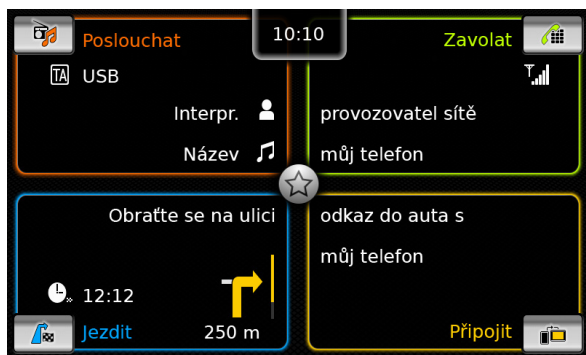 Poslouchat
10:10
Zavolat
TA
USB
Interpr.
Název
provozovatel sítě
můj telefon
Obraťte se na ulici
12:12
250 m
Jezdit
odkaz do auta s
můj telefon
Připojit